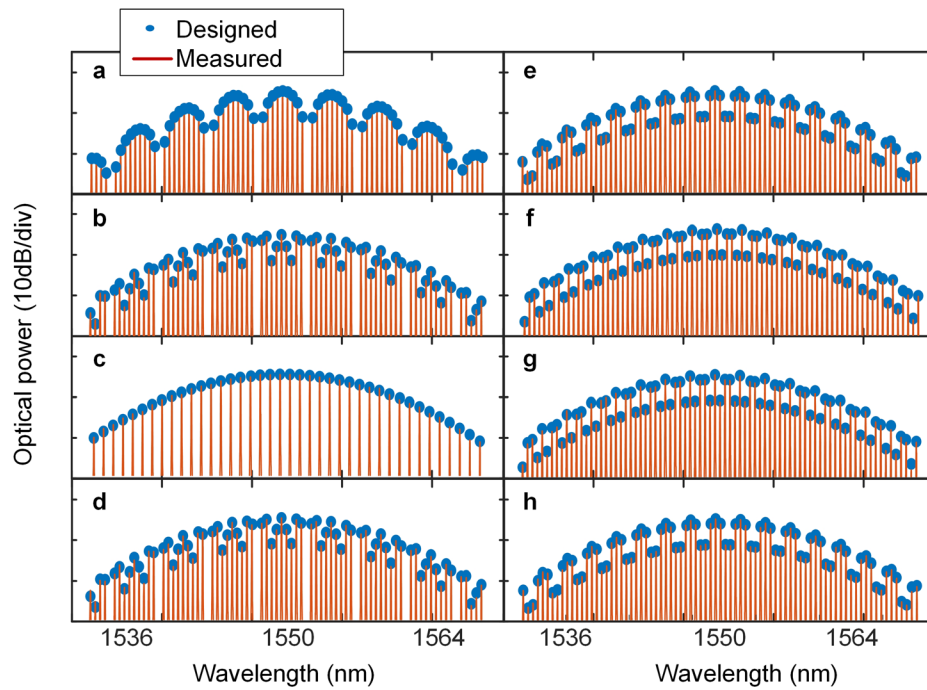 Designed
Measured
a
e
b
f
c
g
d
h
Optical power (10dB/div)
1536 1550 1564
1536 1550 1564
Wavelength (nm)
Wavelength (nm)